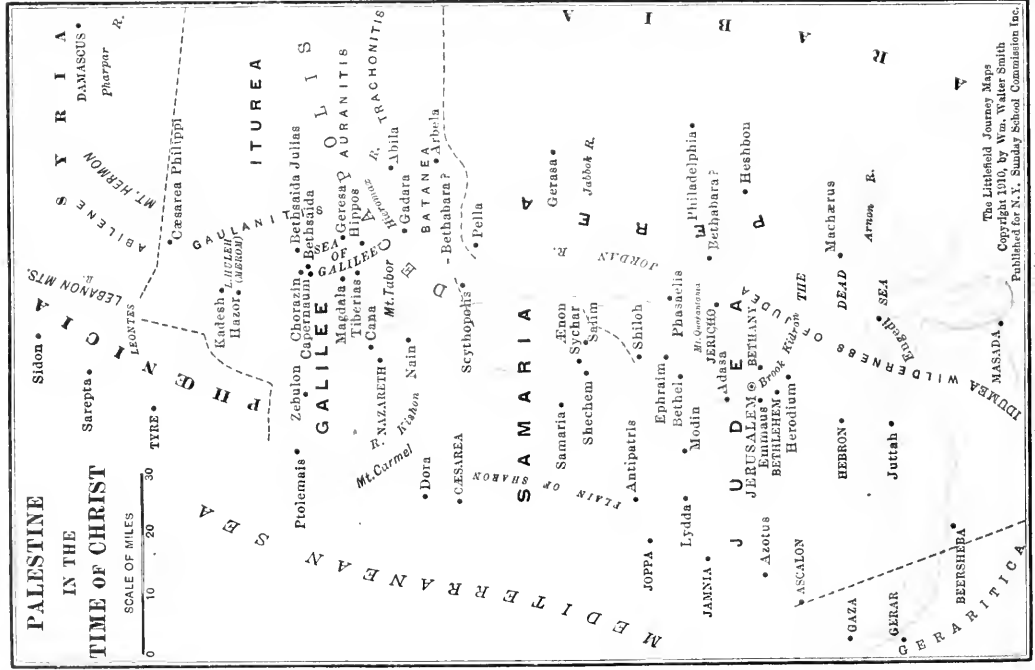 PALESTINE
IN THE
TIME OF CHRIST
SCALE OF MILES
0 10 20 30
SYRIA
DAMASCUS
Pharpar R.
MT. HERMON
ABILENE
LEBANON MTS.
Sidon
Sarepta
PHŒNICIA
LEONTES R.
TYRE
Cæsarea Philippi
ITUREA
GAULANITIS
TRACHONITIS
AURANITIS
Kadesh
L. HULEH
(MEROM)
Hazor
Ptolemais
Zebulon
Chorazin
Capernaum
Bethsaida Julias
Bethsaida
GALILEE
SEA
OF
GALILEE
Geresa
Hippos
Magdala
Tiberias
Cana
Mt. Tabor
R. Kishon
NAZARETH
Mt. Carmel
Nain
Hieromax R.
Abila
Gadara
Arbela
BATANEA
Bethabara?
DECAPOLIS
Dora
CÆSAREA
Scythopolis
Pella
MEDITERRANEAN SEA
SAMARIA
PLAIN OF SHARON
Samaria
Ænon
Sychar
Salim
Shechem
Gerasa
Jabbok R.
JORDAN R.
PEREA
ARABIA
Antipatris
Shiloh
JOPPA
Ephraim
Phasaelis
Bethel
Lydda
Modin
Mt. Quarantania
JERICHO
Philadelphia
Bethabara?
JAMNIA
Adasa
JUDEA
JERUSALEM
BETHANY
Emmaus
Brook Kidron
BETHLEHEM
Heshbon
Azotus
Herodium
ASCALON
HEBRON
WILDERNESS OF JUDEA
THE
DEAD
SEA
Machærus
Arnon R.
GAZA
Juttah
Engedi
GERAR
BEERSHEBA
GERARITICA
IDUMEA
MASADA
The Littlefield Journey Maps
Copyright 1910, by Wm. Walter Smith
Published for N.Y. Sunday School Commission Inc.